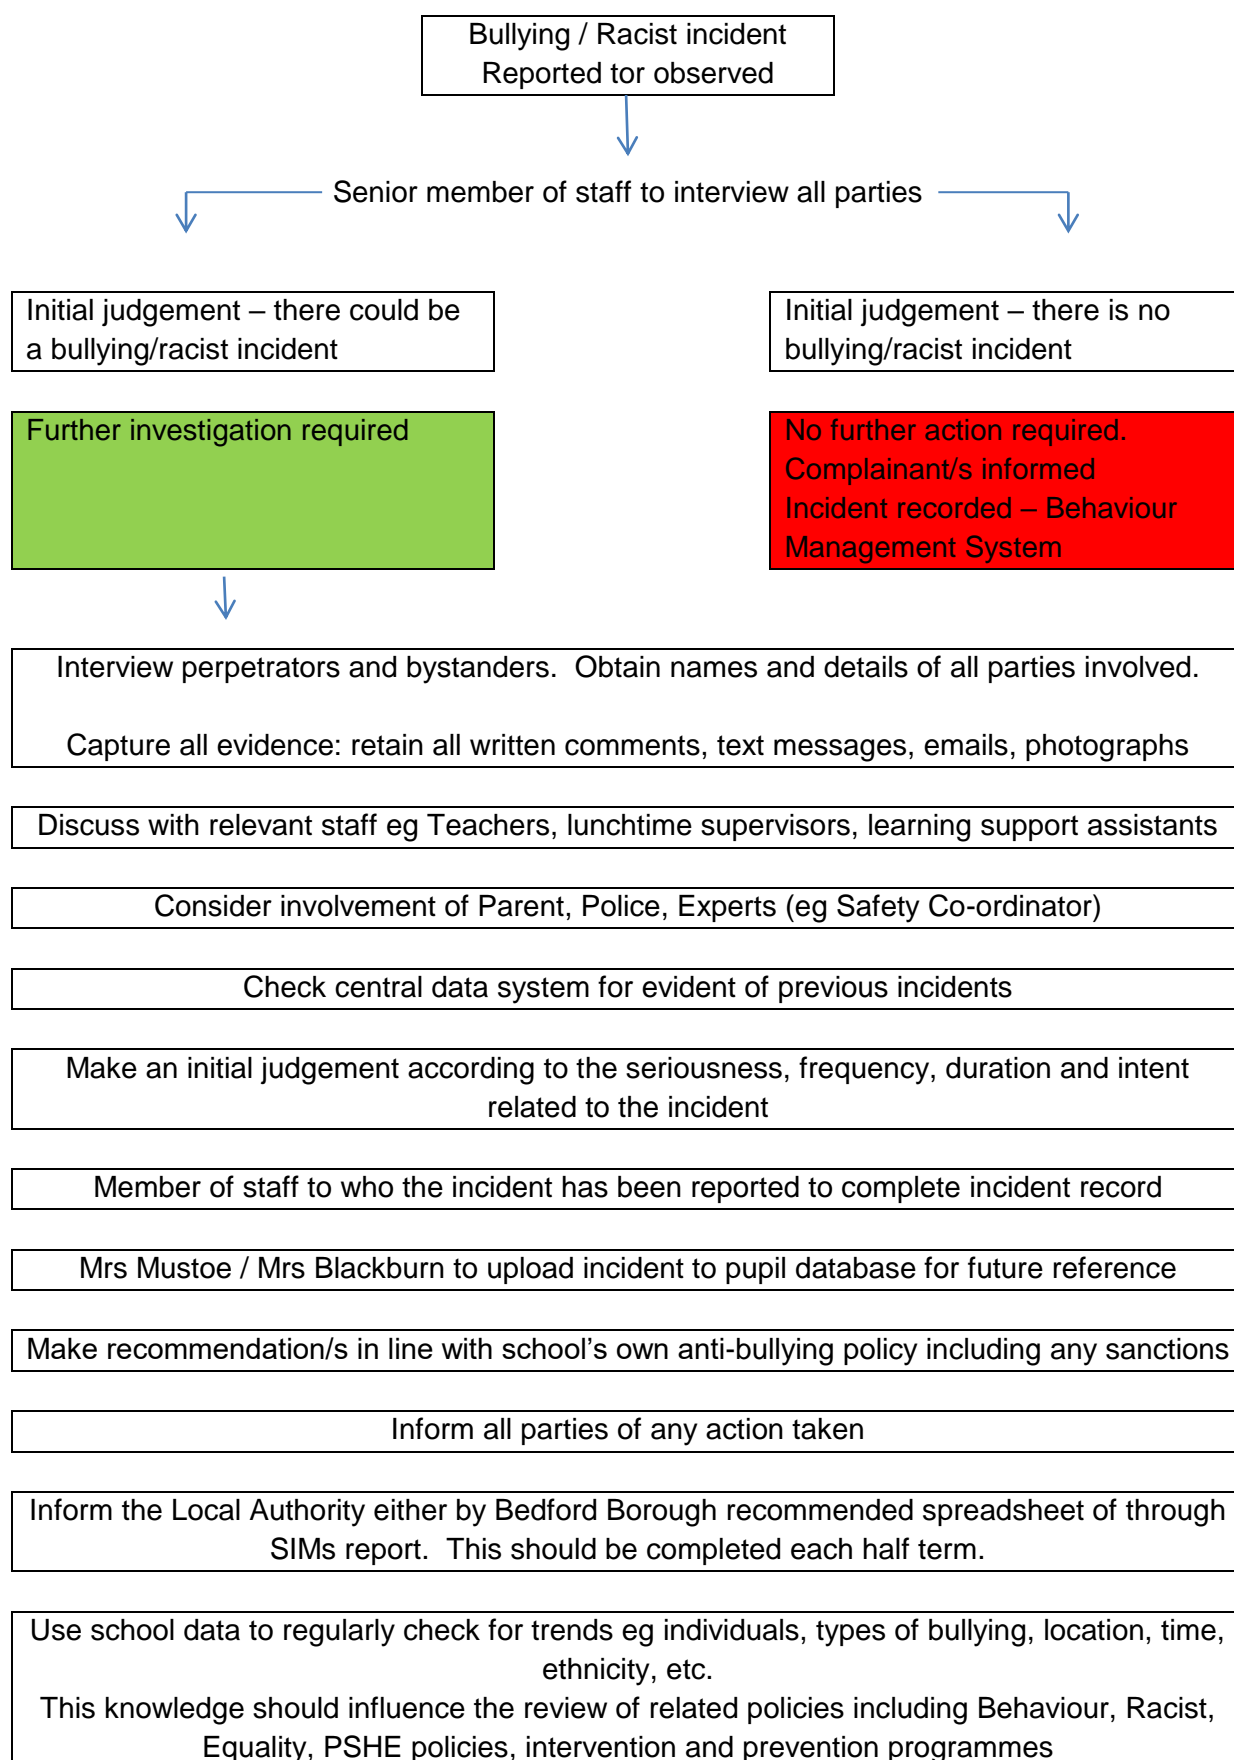 Bullying / Racist incident
Reported tor observed
Senior member of staff to interview all parties
Initial judgement – there could be
a bullying/racist incident
Initial judgement – there is no
bullying/racist incident
Further investigation required
No further action required.
Complainant/s informed
Incident recorded – Behaviour
Management System
Interview perpetrators and bystanders.  Obtain names and details of all parties involved.
Capture all evidence: retain all written comments, text messages, emails, photographs
Discuss with relevant staff eg Teachers, lunchtime supervisors, learning support assistants
Consider involvement of Parent, Police, Experts (eg Safety Co-ordinator)
Check central data system for evident of previous incidents
Make an initial judgement according to the seriousness, frequency, duration and intent
related to the incident
Member of staff to who the incident has been reported to complete incident record
Mrs Mustoe / Mrs Blackburn to upload incident to pupil database for future reference
Make recommendation/s in line with school’s own anti-bullying policy including any sanctions
Inform all parties of any action taken
Inform the Local Authority either by Bedford Borough recommended spreadsheet of through
SIMs report.  This should be completed each half term.
Use school data to regularly check for trends eg individuals, types of bullying, location, time,
ethnicity, etc.
This knowledge should influence the review of related policies including Behaviour, Racist,
Equality, PSHE policies, intervention and prevention programmes